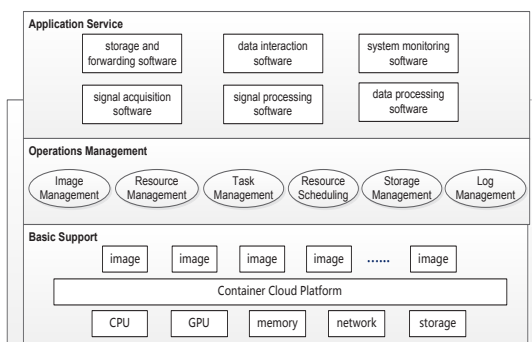 Application Service
storage and
forwarding software
data interaction
software
system monitoring
software
signal acquisition
software
signal processing
software
data processing
software
Operations Management
Image
Management
Resource
Management
Task
Management
Resource
Scheduling
Storage
Management
Log
Management
Basic Support
image image image image ...... image
Container Cloud Platform
CPU GPU memory network storage